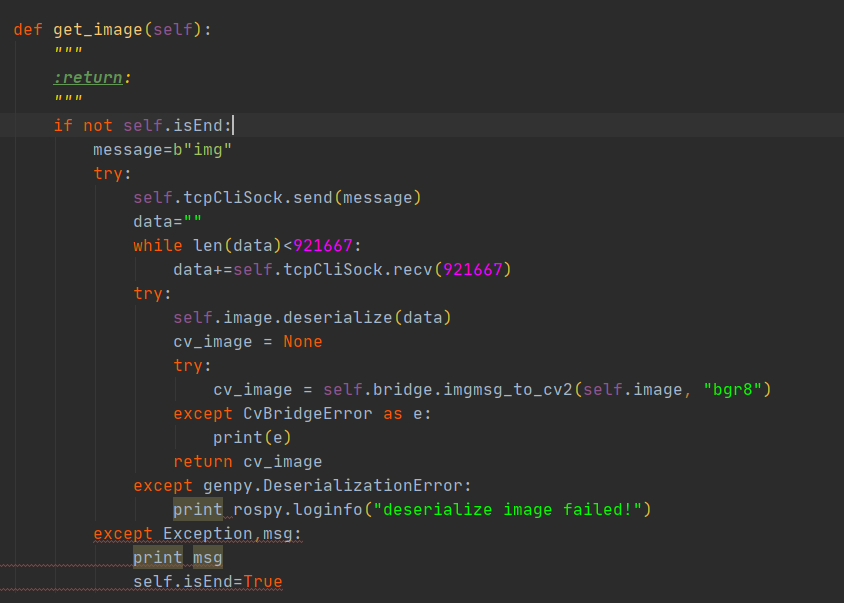 def get_image(self):
    """
    :return:
    """
    if not self.isEnd:
        message=b"img"
        try:
            self.tcpCliSock.send(message)
            data=""
            while len(data)<921667:
                data+=self.tcpCliSock.recv(921667)
            try:
                self.image.deserialize(data)
                cv_image = None
                try:
                    cv_image = self.bridge.imgmsg_to_cv2(self.image, "bgr8")
                except CvBridgeError as e:
                    print(e)
                return cv_image
            except genpy.DeserializationError:
                print rospy.loginfo("deserialize image failed!")
        except Exception,msg:
            print msg
            self.isEnd=True